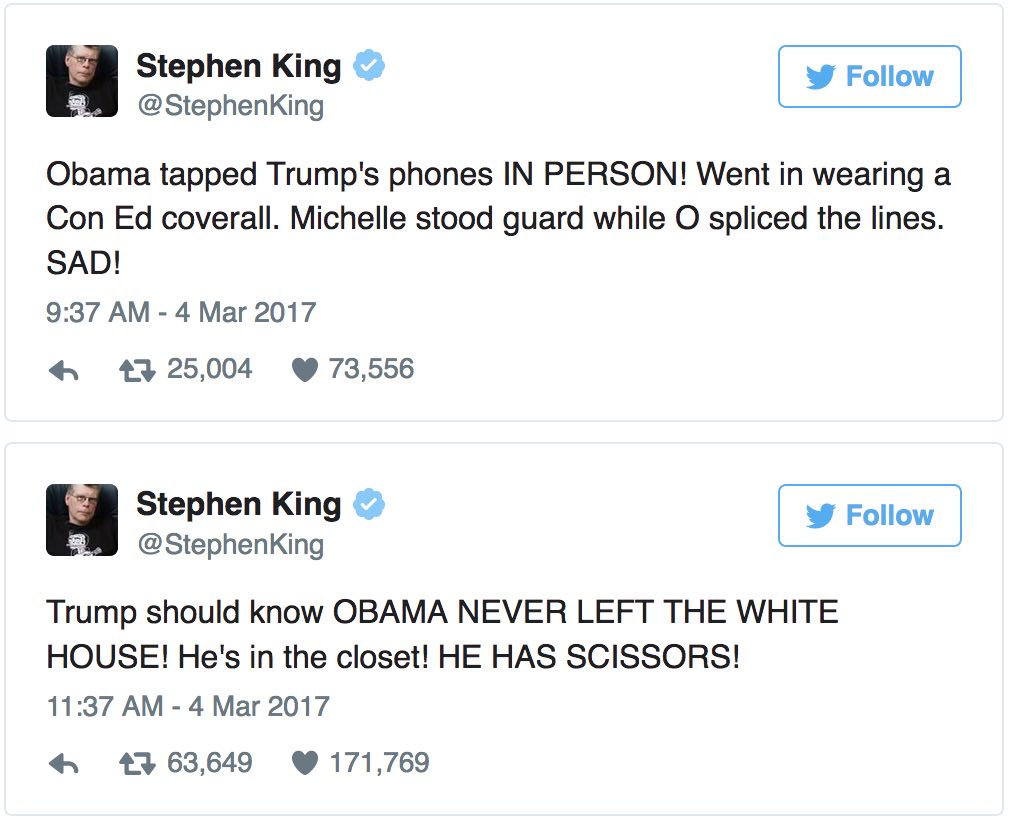 Stephen King
Follow
@StephenKing
Obama tapped Trump's phones IN PERSON! Went in wearing a
Con Ed coverall. Michelle stood guard while O spliced the lines.
SAD!
9:37 AM - 4 Mar 2017
25,004 73,556
Stephen King
Follow
@StephenKing
Trump should know OBAMA NEVER LEFT THE WHITE
HOUSE! He's in the closet! HE HAS SCISSORS!
11:37 AM - 4 Mar 2017
63,649 171,769